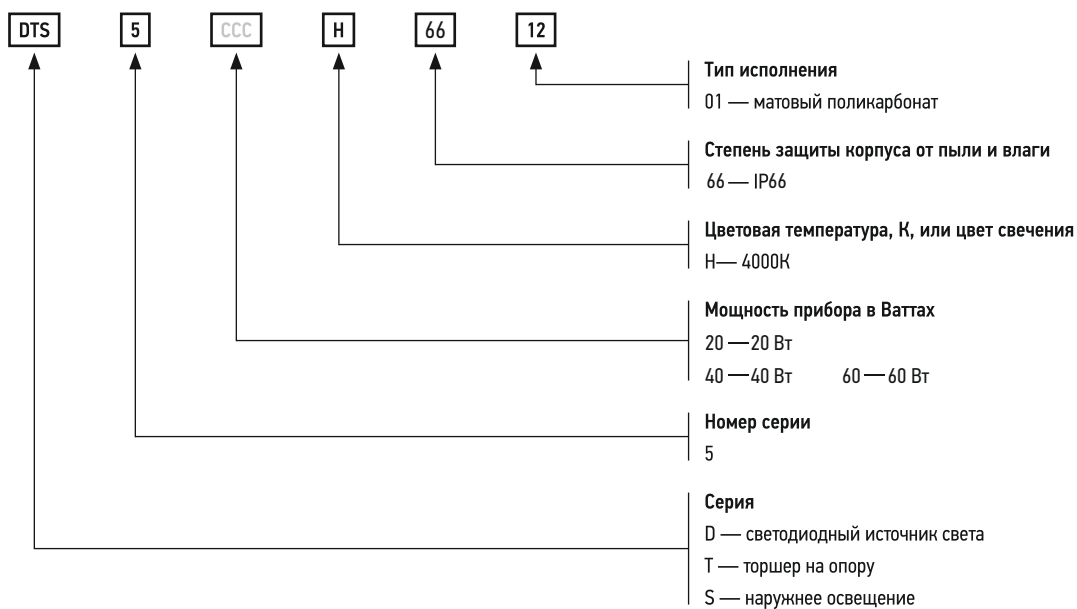 DTS 5 CCC H 66 12
Тип исполнения
01 — матовый поликарбонат
Степень защиты корпуса от пыли и влаги
66 — IP66
Цветовая температура, К, или цвет свечения
Н— 4000К
Мощность прибора в Ваттах
20 —20 Вт
40 —40 Вт 60 — 60 Вт
Номер серии
5
Серия
D — светодиодный источник света
T — торшер на опору
S — наружнее освещение